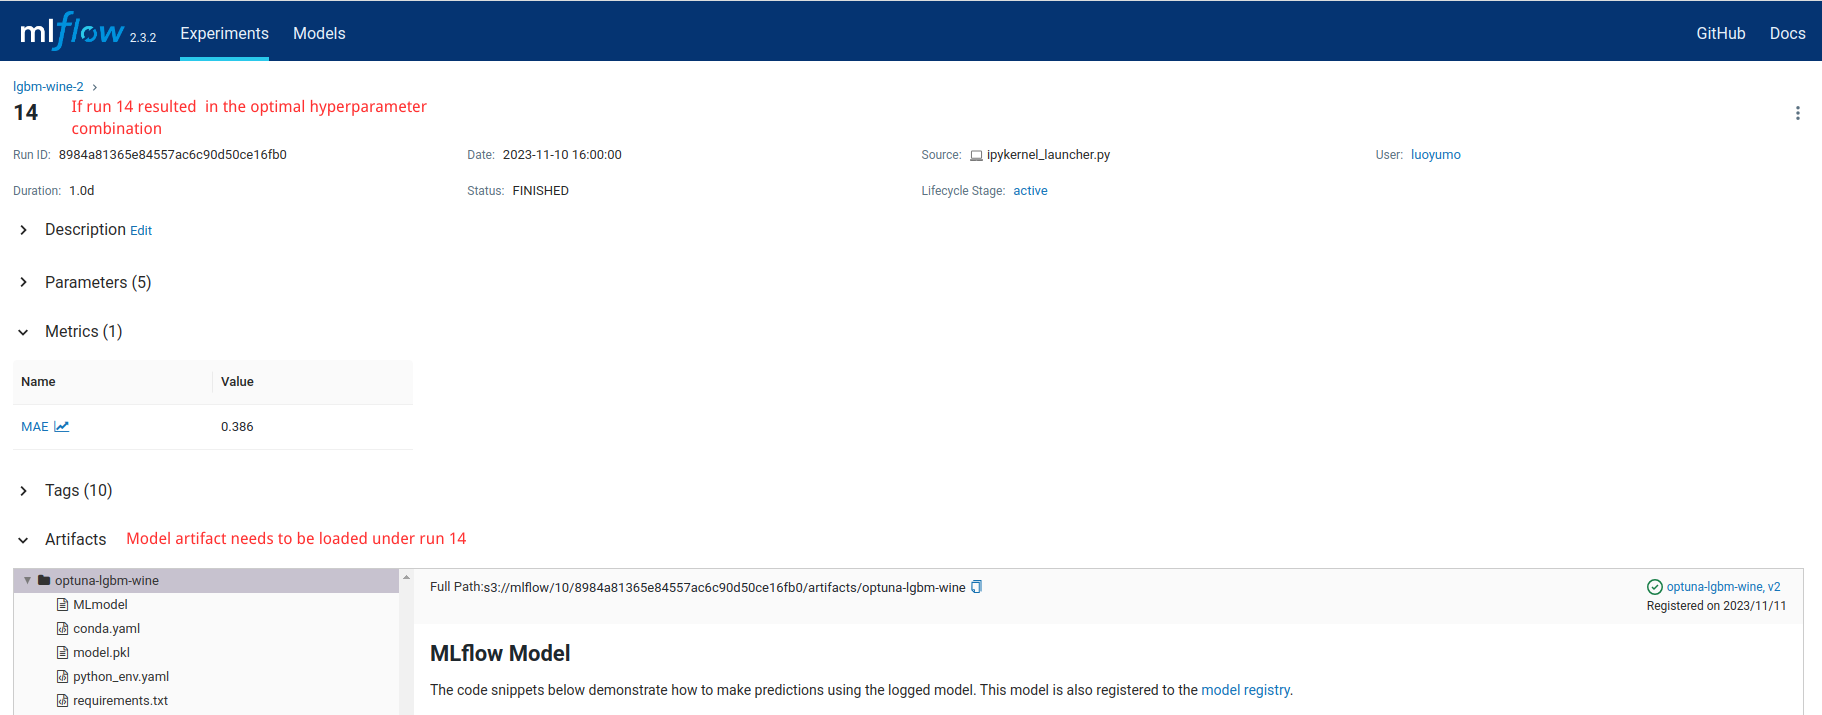 mlflow 2.3.2 Experiments Models GitHub Docs
lgbm-wine-2 >
14 If run 14 resulted in the optimal hyperparameter
combination
Run ID: 8984a81365e84557ac6c90d50ce16fb0 Date: 2023-11-10 16:00:00 Source: ipykernel_launcher.py User: luoyumo
Duration: 1.0d Status: FINISHED Lifecycle Stage: active
Description Edit
Parameters (5)
Metrics (1)
Name Value
MAE 0.386
Tags (10)
Artifacts Model artifact needs to be loaded under run 14
optuna-lgbm-wine
MLmodel
conda.yaml
model.pkl
python_env.yaml
requirements.txt
Full Path:s3://mlflow/10/8984a81365e84557ac6c90d50ce16fb0/artifacts/optuna-lgbm-wine
optuna-lgbm-wine, v2
Registered on 2023/11/11
MLflow Model
The code snippets below demonstrate how to make predictions using the logged model. This model is also registered to the model registry.